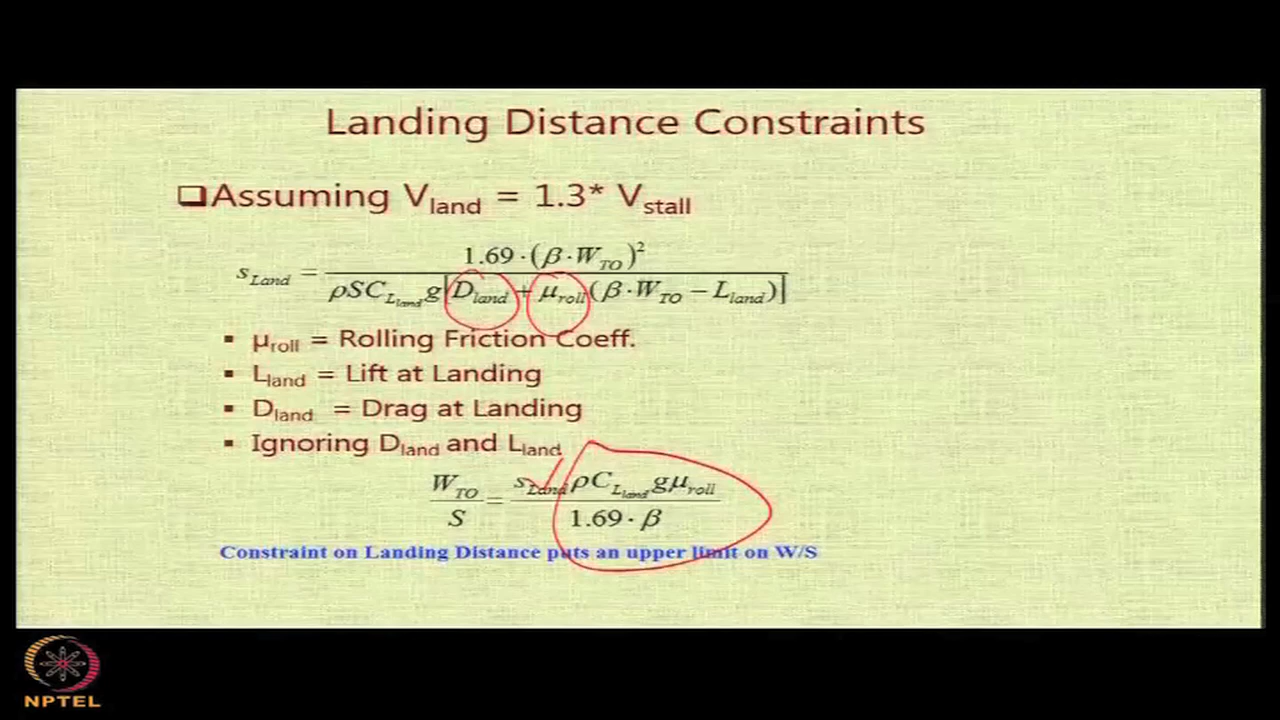 Landing Distance Constraints
❑Assuming V_land = 1.3* V_stall
s_Land = 1.69·(β·W_TO)² / ρSC_L_land g[D_land + μ_roll(β·W_TO − L_land)]
▪ μ_roll = Rolling Friction Coeff.
▪ L_land = Lift at Landing
▪ D_land = Drag at Landing
▪ Ignoring D_land and L_land
W_TO / S = s_Land ρC_L_land gμ_roll / 1.69·β
Constraint on Landing Distance puts an upper limit on W/S
NPTEL